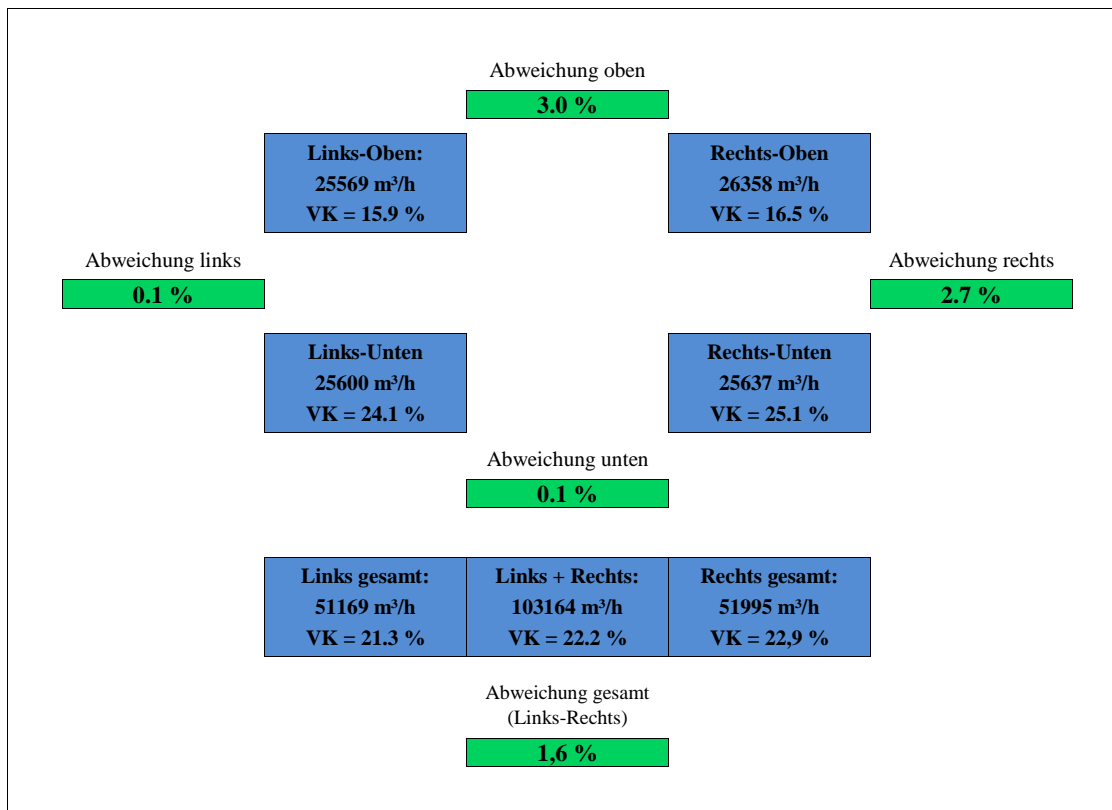 Abweichung oben
3.0 %
Links-Oben:
25569 m³/h
VK = 15.9 %
Rechts-Oben
26358 m³/h
VK = 16.5 %
Abweichung links
0.1 %
Abweichung rechts
2.7 %
Links-Unten
25600 m³/h
VK = 24.1 %
Rechts-Unten
25637 m³/h
VK = 25.1 %
Abweichung unten
0.1 %
Links gesamt:
51169 m³/h
VK = 21.3 %
Links + Rechts:
103164 m³/h
VK = 22.2 %
Rechts gesamt:
51995 m³/h
VK = 22,9 %
Abweichung gesamt
(Links-Rechts)
1,6 %